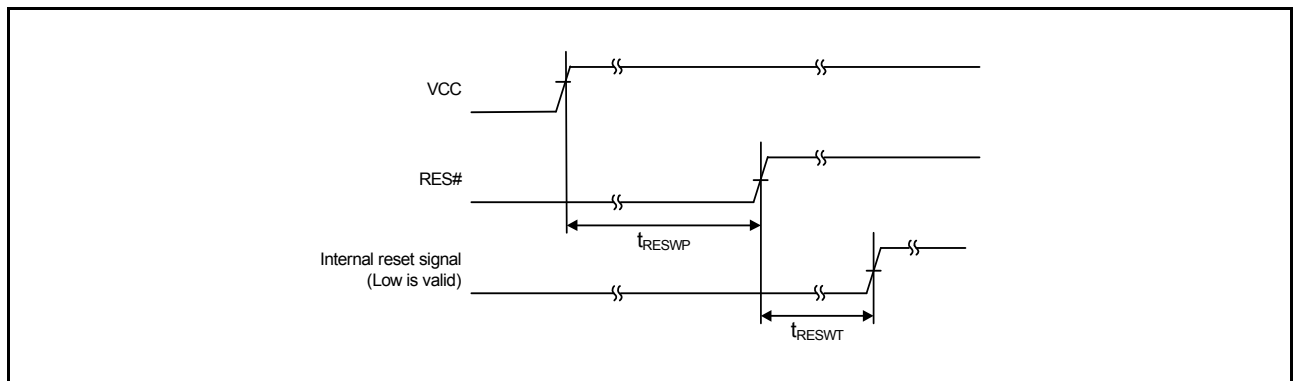 VCC
RES#
tRESWP
Internal reset signal
(Low is valid)
tRESWT